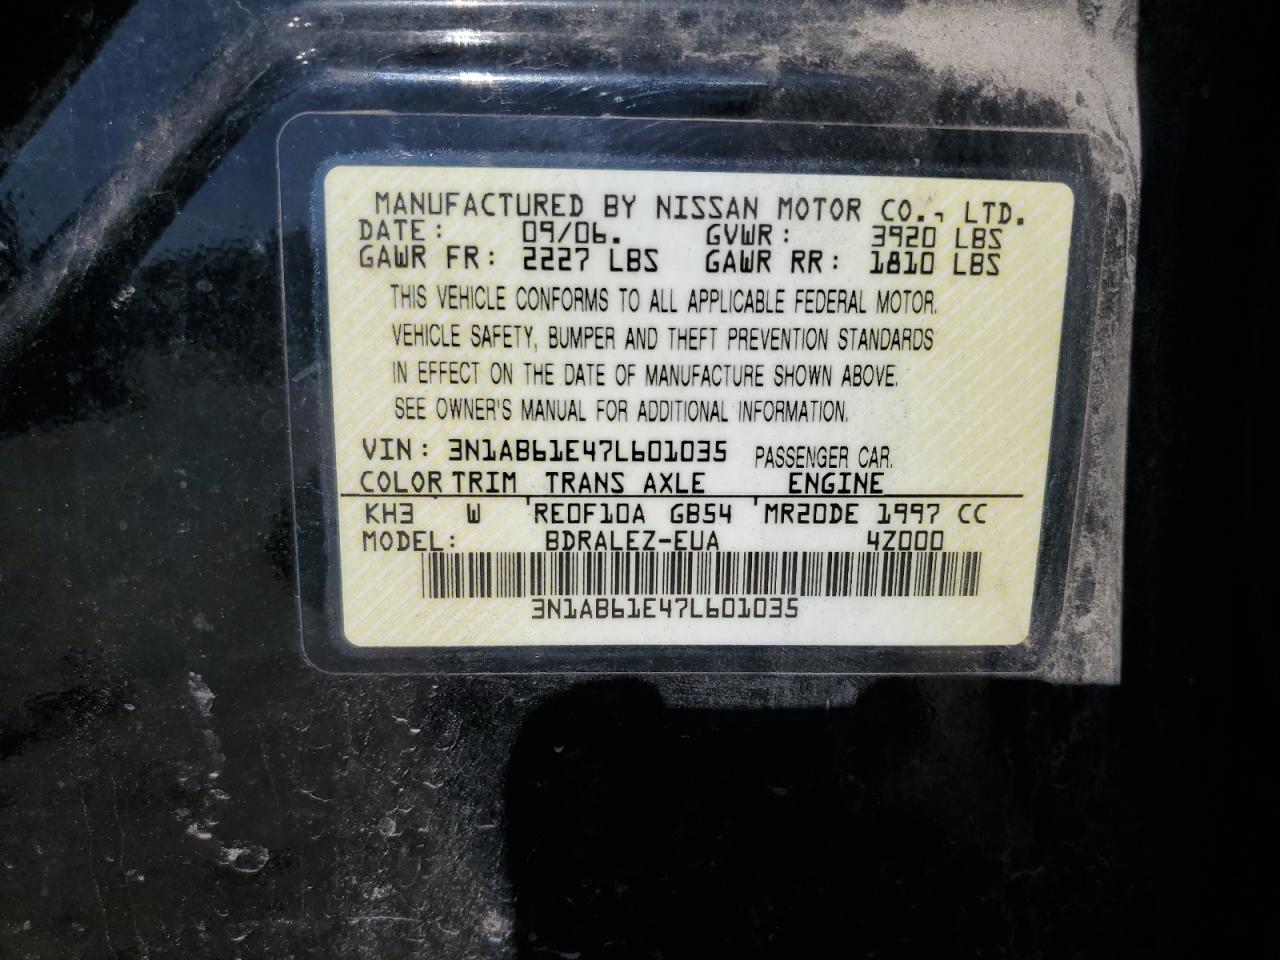 MANUFACTURED BY NISSAN MOTOR CO., LTD.
DATE: 09/06. GVWR: 3920 LBS
GAWR FR: 2227 LBS GAWR RR: 1810 LBS
THIS VEHICLE CONFORMS TO ALL APPLICABLE FEDERAL MOTOR.
VEHICLE SAFETY, BUMPER AND THEFT PREVENTION STANDARDS
IN EFFECT ON THE DATE OF MANUFACTURE SHOWN ABOVE.
SEE OWNER'S MANUAL FOR ADDITIONAL INFORMATION.
VIN: 3N1AB61E47L601035 PASSENGER CAR.
COLOR TRIM TRANS AXLE ENGINE
KH3 W 'RE0F10A GB54 'MR20DE 1997 CC
MODEL: BDRALEZ-EUA 4Z000
3N1AB61E47L601035